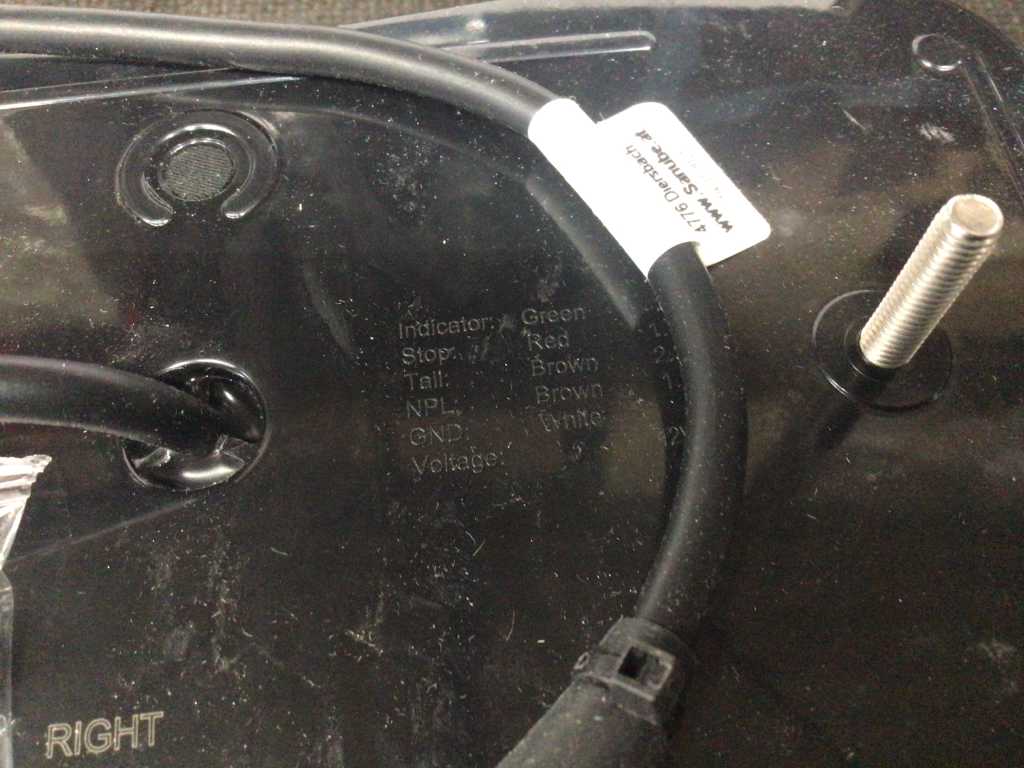 4776 Diersbach
www.Sanube.at
Indicator: Green
Stop: Red
Tail: Brown
NPL: Brown
GND: White
Voltage:
RIGHT